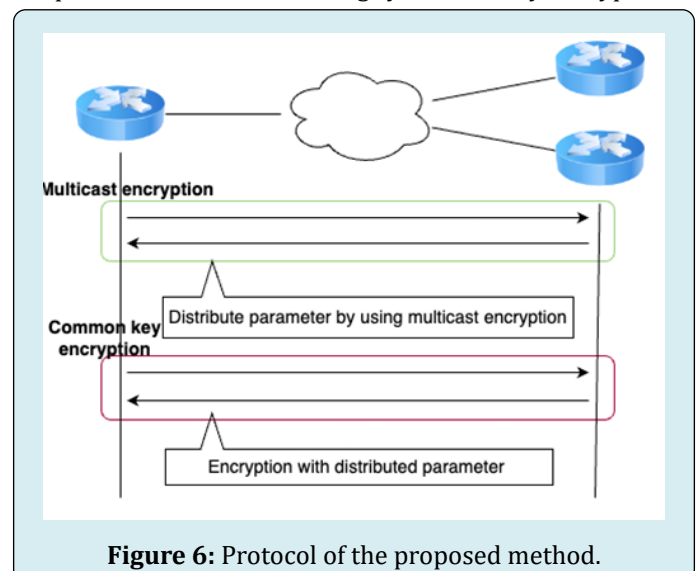 Multicast encryption
Distribute parameter by using multicast encryption
Common key
encryption
Encryption with distributed parameter
Figure 6: Protocol of the proposed method.